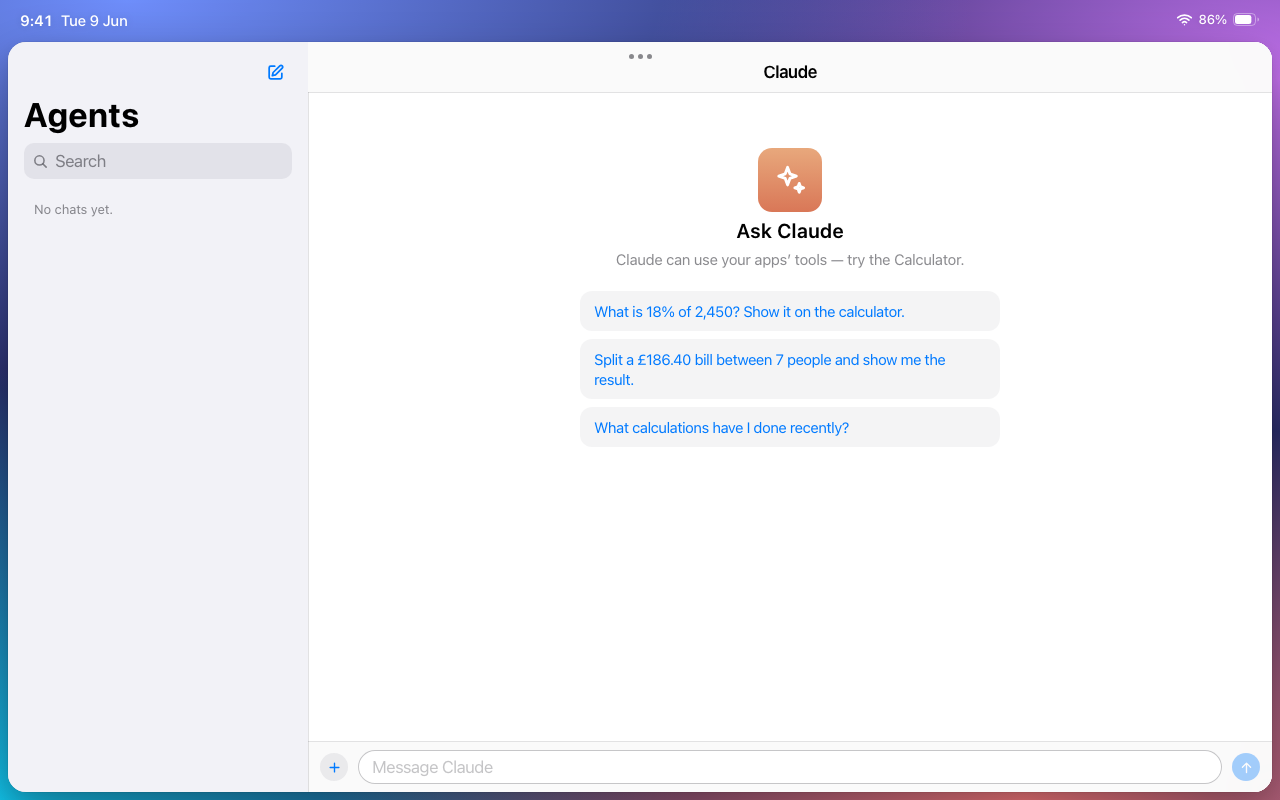 9:41 Tue 9 Jun
86%
Agents
Search
No chats yet.
Claude
Ask Claude
Claude can use your apps’ tools — try the Calculator.
What is 18% of 2,450? Show it on the calculator.
Split a £186.40 bill between 7 people and show me the
result.
What calculations have I done recently?
Message Claude